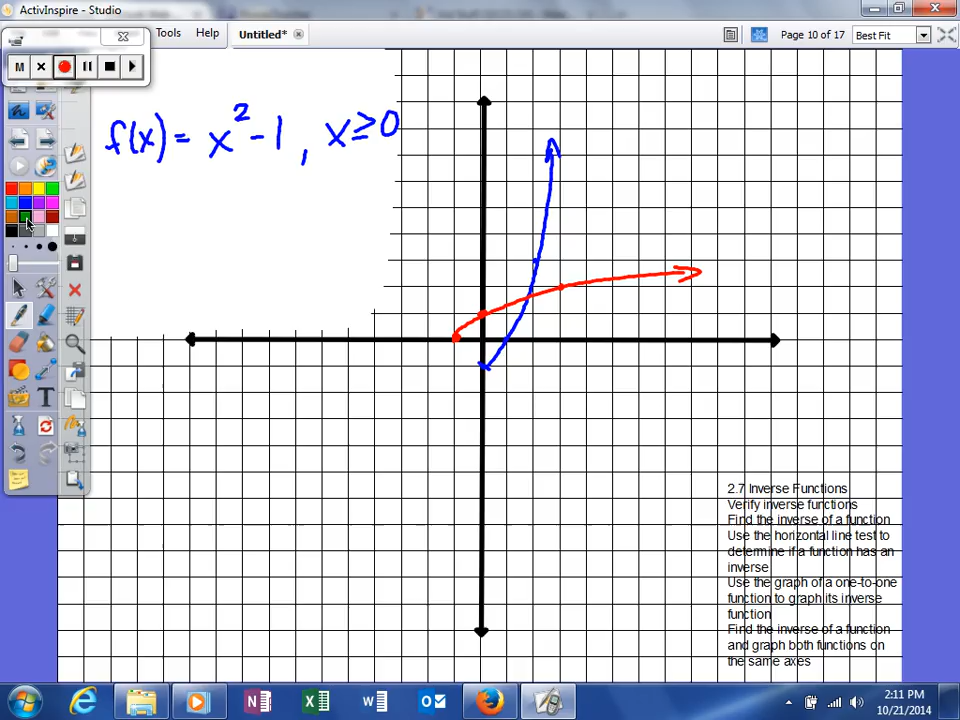 ActivInspire - Studio
Tools Help Untitled* Page 10 of 17 Best Fit
M
f(x) = x² - 1 , x ≥ 0
T
2.7 Inverse Functions
Verify inverse functions
Find the inverse of a function
Use the horizontal line test to
determine if a function has an
inverse
Use the graph of a one-to-one
function to graph its inverse
function
Find the inverse of a function
and graph both functions on
the same axes
2:11 PM
10/21/2014